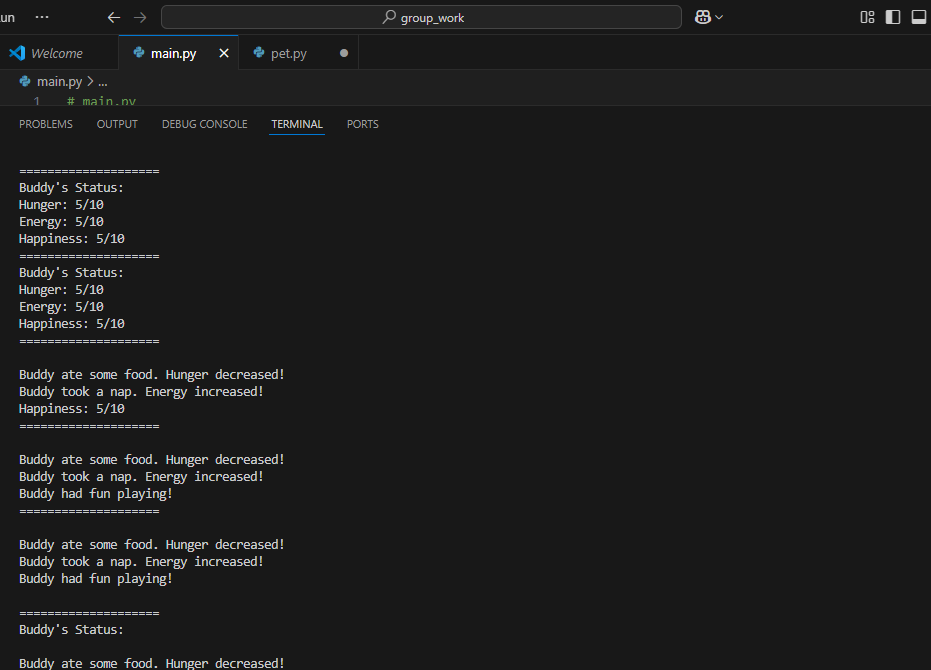 un ... group_work
Welcome main.py pet.py
main.py > ...
1 # main.py
PROBLEMS OUTPUT DEBUG CONSOLE TERMINAL PORTS
====================
Buddy's Status:
Hunger: 5/10
Energy: 5/10
Happiness: 5/10
====================
Buddy's Status:
Hunger: 5/10
Energy: 5/10
Happiness: 5/10
====================
Buddy ate some food. Hunger decreased!
Buddy took a nap. Energy increased!
Happiness: 5/10
====================
Buddy ate some food. Hunger decreased!
Buddy took a nap. Energy increased!
Buddy had fun playing!
====================
Buddy ate some food. Hunger decreased!
Buddy took a nap. Energy increased!
Buddy had fun playing!
====================
Buddy's Status:
Buddy ate some food. Hunger decreased!